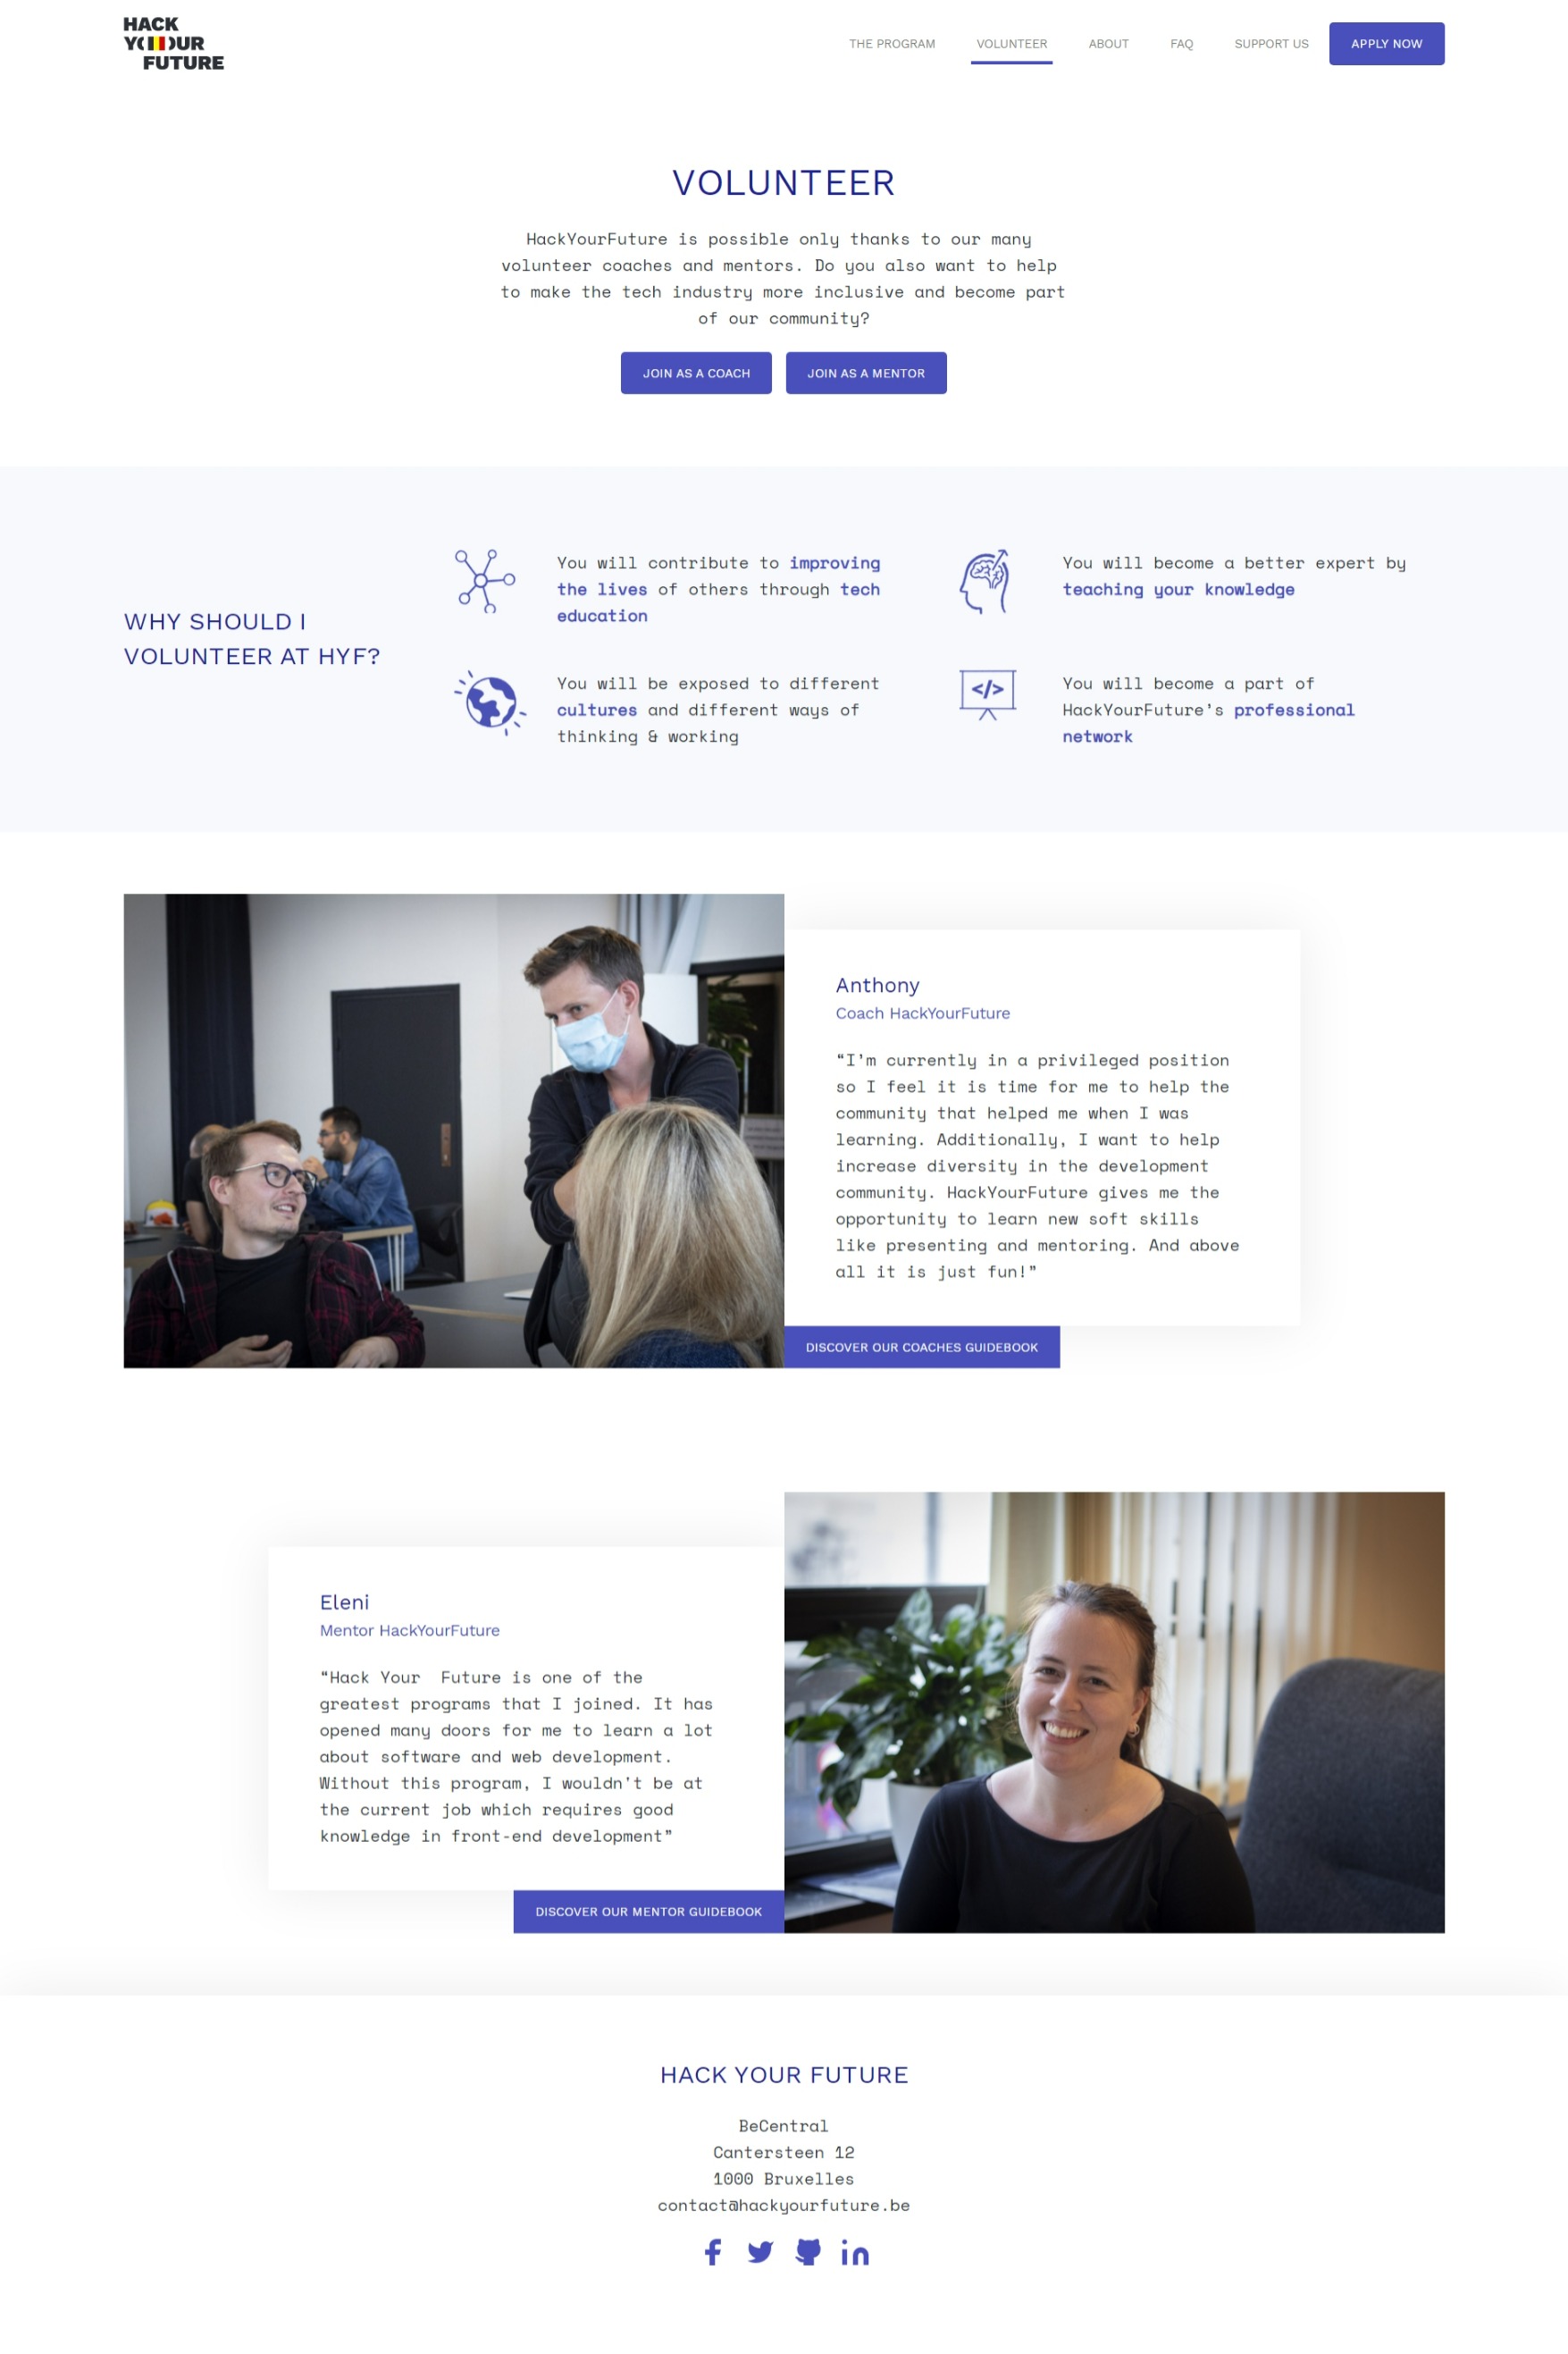 HACK
YOUR
FUTURE
THE PROGRAM
VOLUNTEER
ABOUT
FAQ
SUPPORT US
APPLY NOW
VOLUNTEER
HackYourFuture is possible only thanks to our many
volunteer coaches and mentors. Do you also want to help
to make the tech industry more inclusive and become part
of our community?
JOIN AS A COACH
JOIN AS A MENTOR
WHY SHOULD I
VOLUNTEER AT HYF?
You will contribute to improving
the lives of others through tech
education
You will become a better expert by
teaching your knowledge
You will be exposed to different
cultures and different ways of
thinking & working
</>
You will become a part of
HackYourFuture’s professional
network
Anthony
Coach HackYourFuture
“I’m currently in a privileged position
so I feel it is time for me to help the
community that helped me when I was
learning. Additionally, I want to help
increase diversity in the development
community. HackYourFuture gives me the
opportunity to learn new soft skills
like presenting and mentoring. And above
all it is just fun!”
DISCOVER OUR COACHES GUIDEBOOK
Eleni
Mentor HackYourFuture
“Hack Your  Future is one of the
greatest programs that I joined. It has
opened many doors for me to learn a lot
about software and web development.
Without this program, I wouldn't be at
the current job which requires good
knowledge in front-end development”
DISCOVER OUR MENTOR GUIDEBOOK
HACK YOUR FUTURE
BeCentral
Cantersteen 12
1000 Bruxelles
contact@hackyourfuture.be